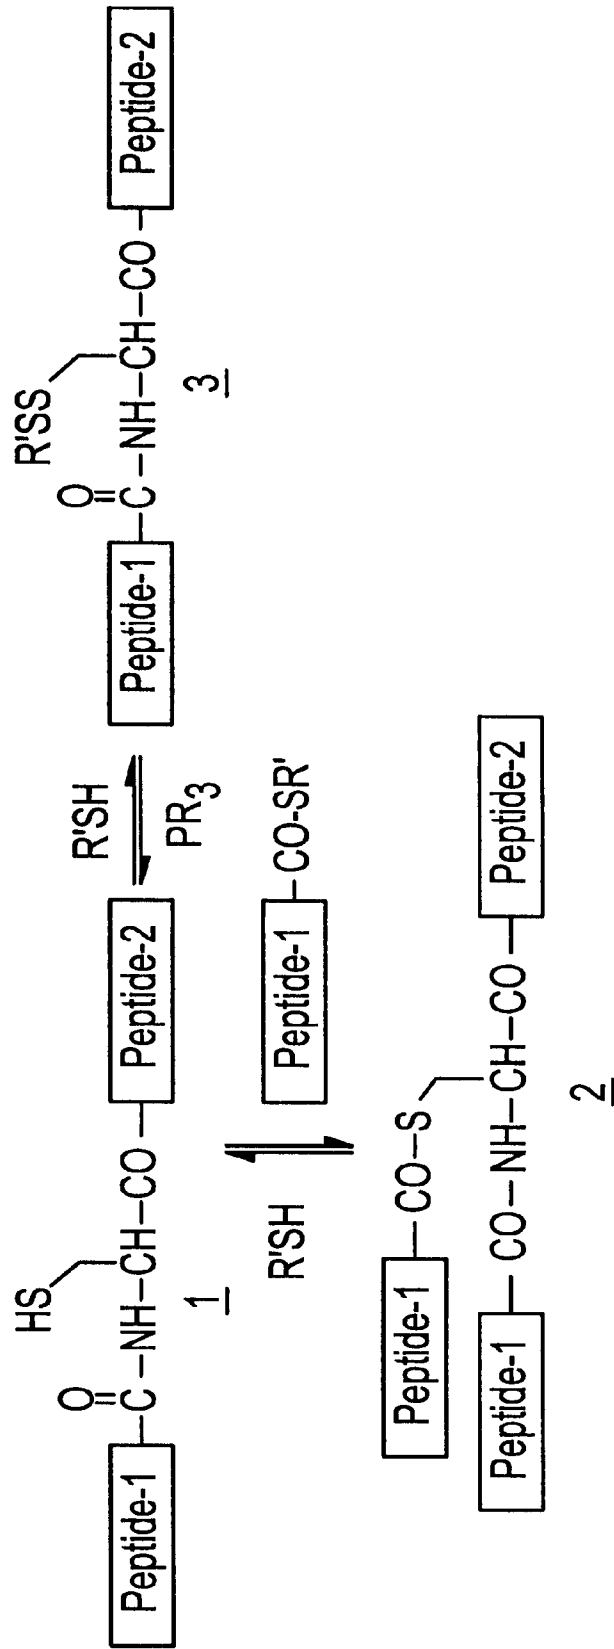 HS
O
Peptide-1 –C–NH–CH–CO– Peptide-2
1
R'SH
PR3
R'SS
O
Peptide-1 –C–NH–CH–CO– Peptide-2
3
R'SH
Peptide-1 –CO-SR'
Peptide-1 –CO–S
Peptide-1 –CO–NH–CH–CO– Peptide-2
2